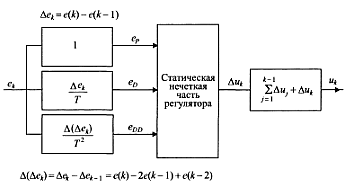 Δe_k = e(k) – e(k–1)
1
e_P
e_k
Δe_k / T
e_D
Статическая
нечеткая
часть
регулятора
Δu_k
\sum_{j=1}^{k-1} Δu_j + Δu_k
u_k
Δ(Δe_k) / T²
e_DD
Δ(Δe_k) = Δe_k – Δe_{k–1} = e(k) – 2e(k–1) + e(k–2)